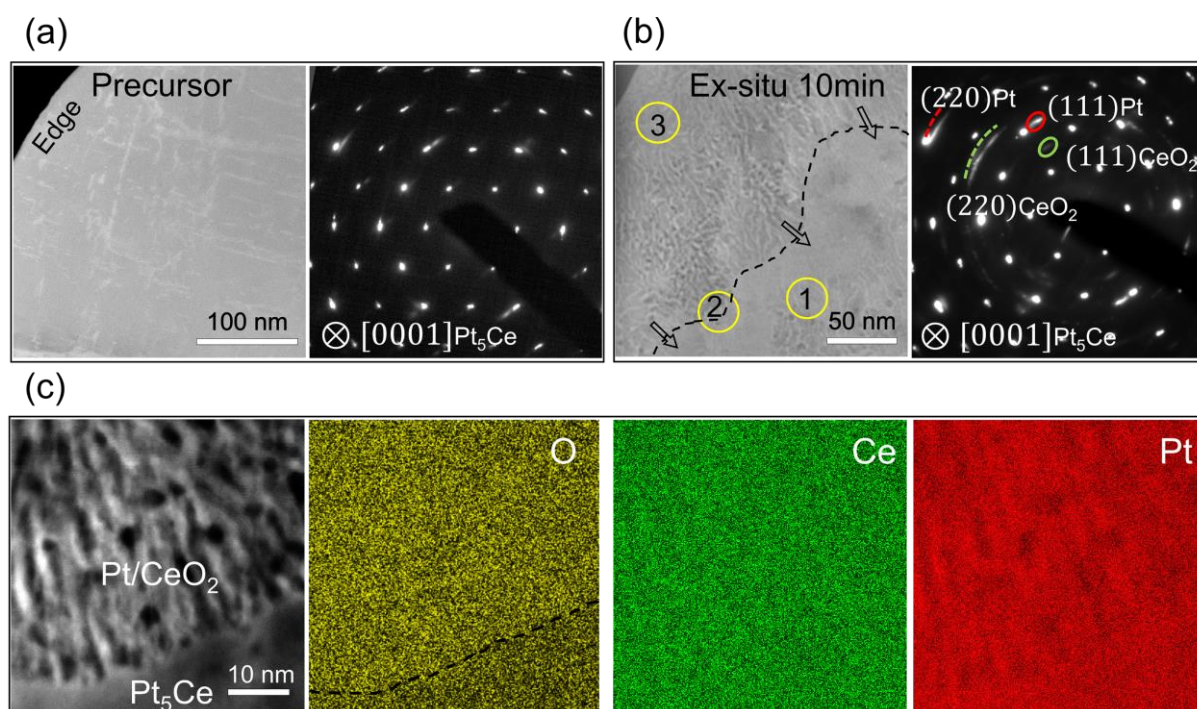 (a)
(b)
Precursor
Edge
100 nm
⊗ [0001]Pt₅Ce
Ex-situ 10min
3
2
1
50 nm
(220)Pt
(111)Pt
(111)CeO₂
(220)CeO₂
⊗ [0001]Pt₅Ce
(c)
Pt/CeO₂
Pt₅Ce
10 nm
O
Ce
Pt